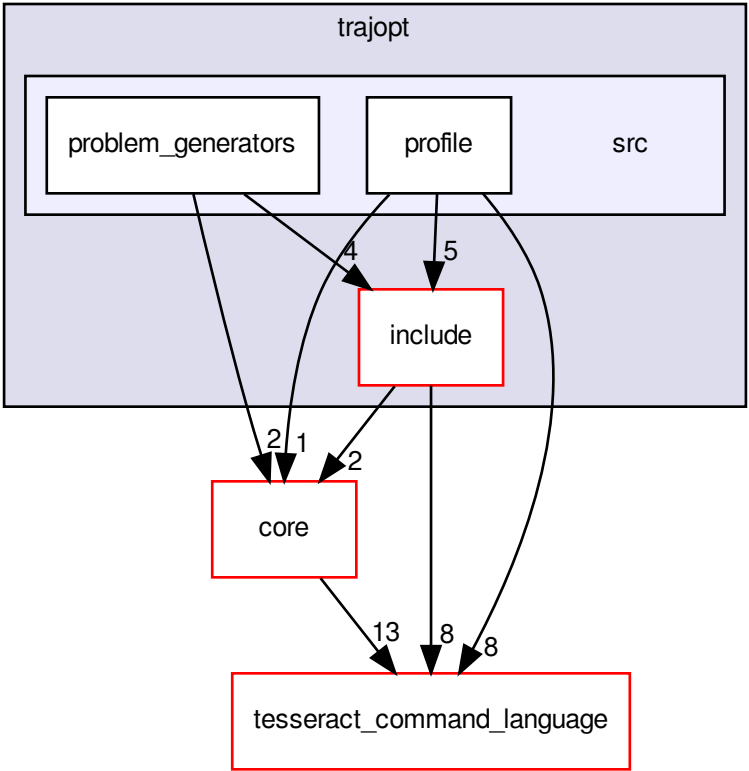 trajopt
problem_generators
profile
src
4
5
include
2
1
2
core
13
8
8
tesseract_command_language